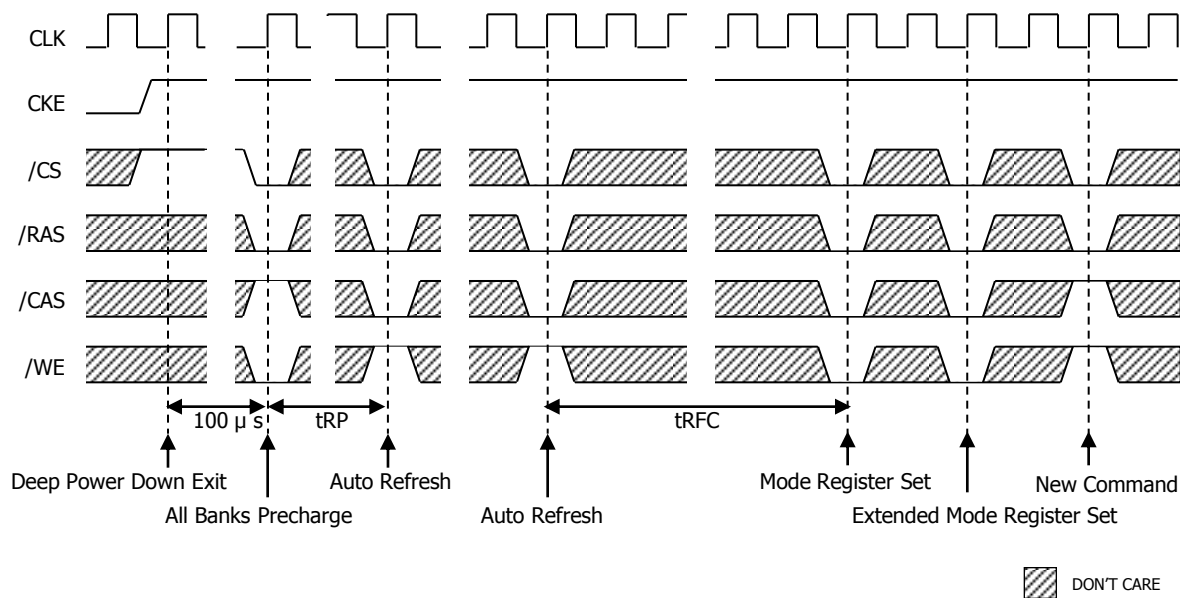 CLK
CKE
/CS
/RAS
/CAS
/WE
100 μ s
tRP
tRFC
Deep Power Down Exit
Auto Refresh
Mode Register Set
New Command
All Banks Precharge
Auto Refresh
Extended Mode Register Set
DON'T CARE